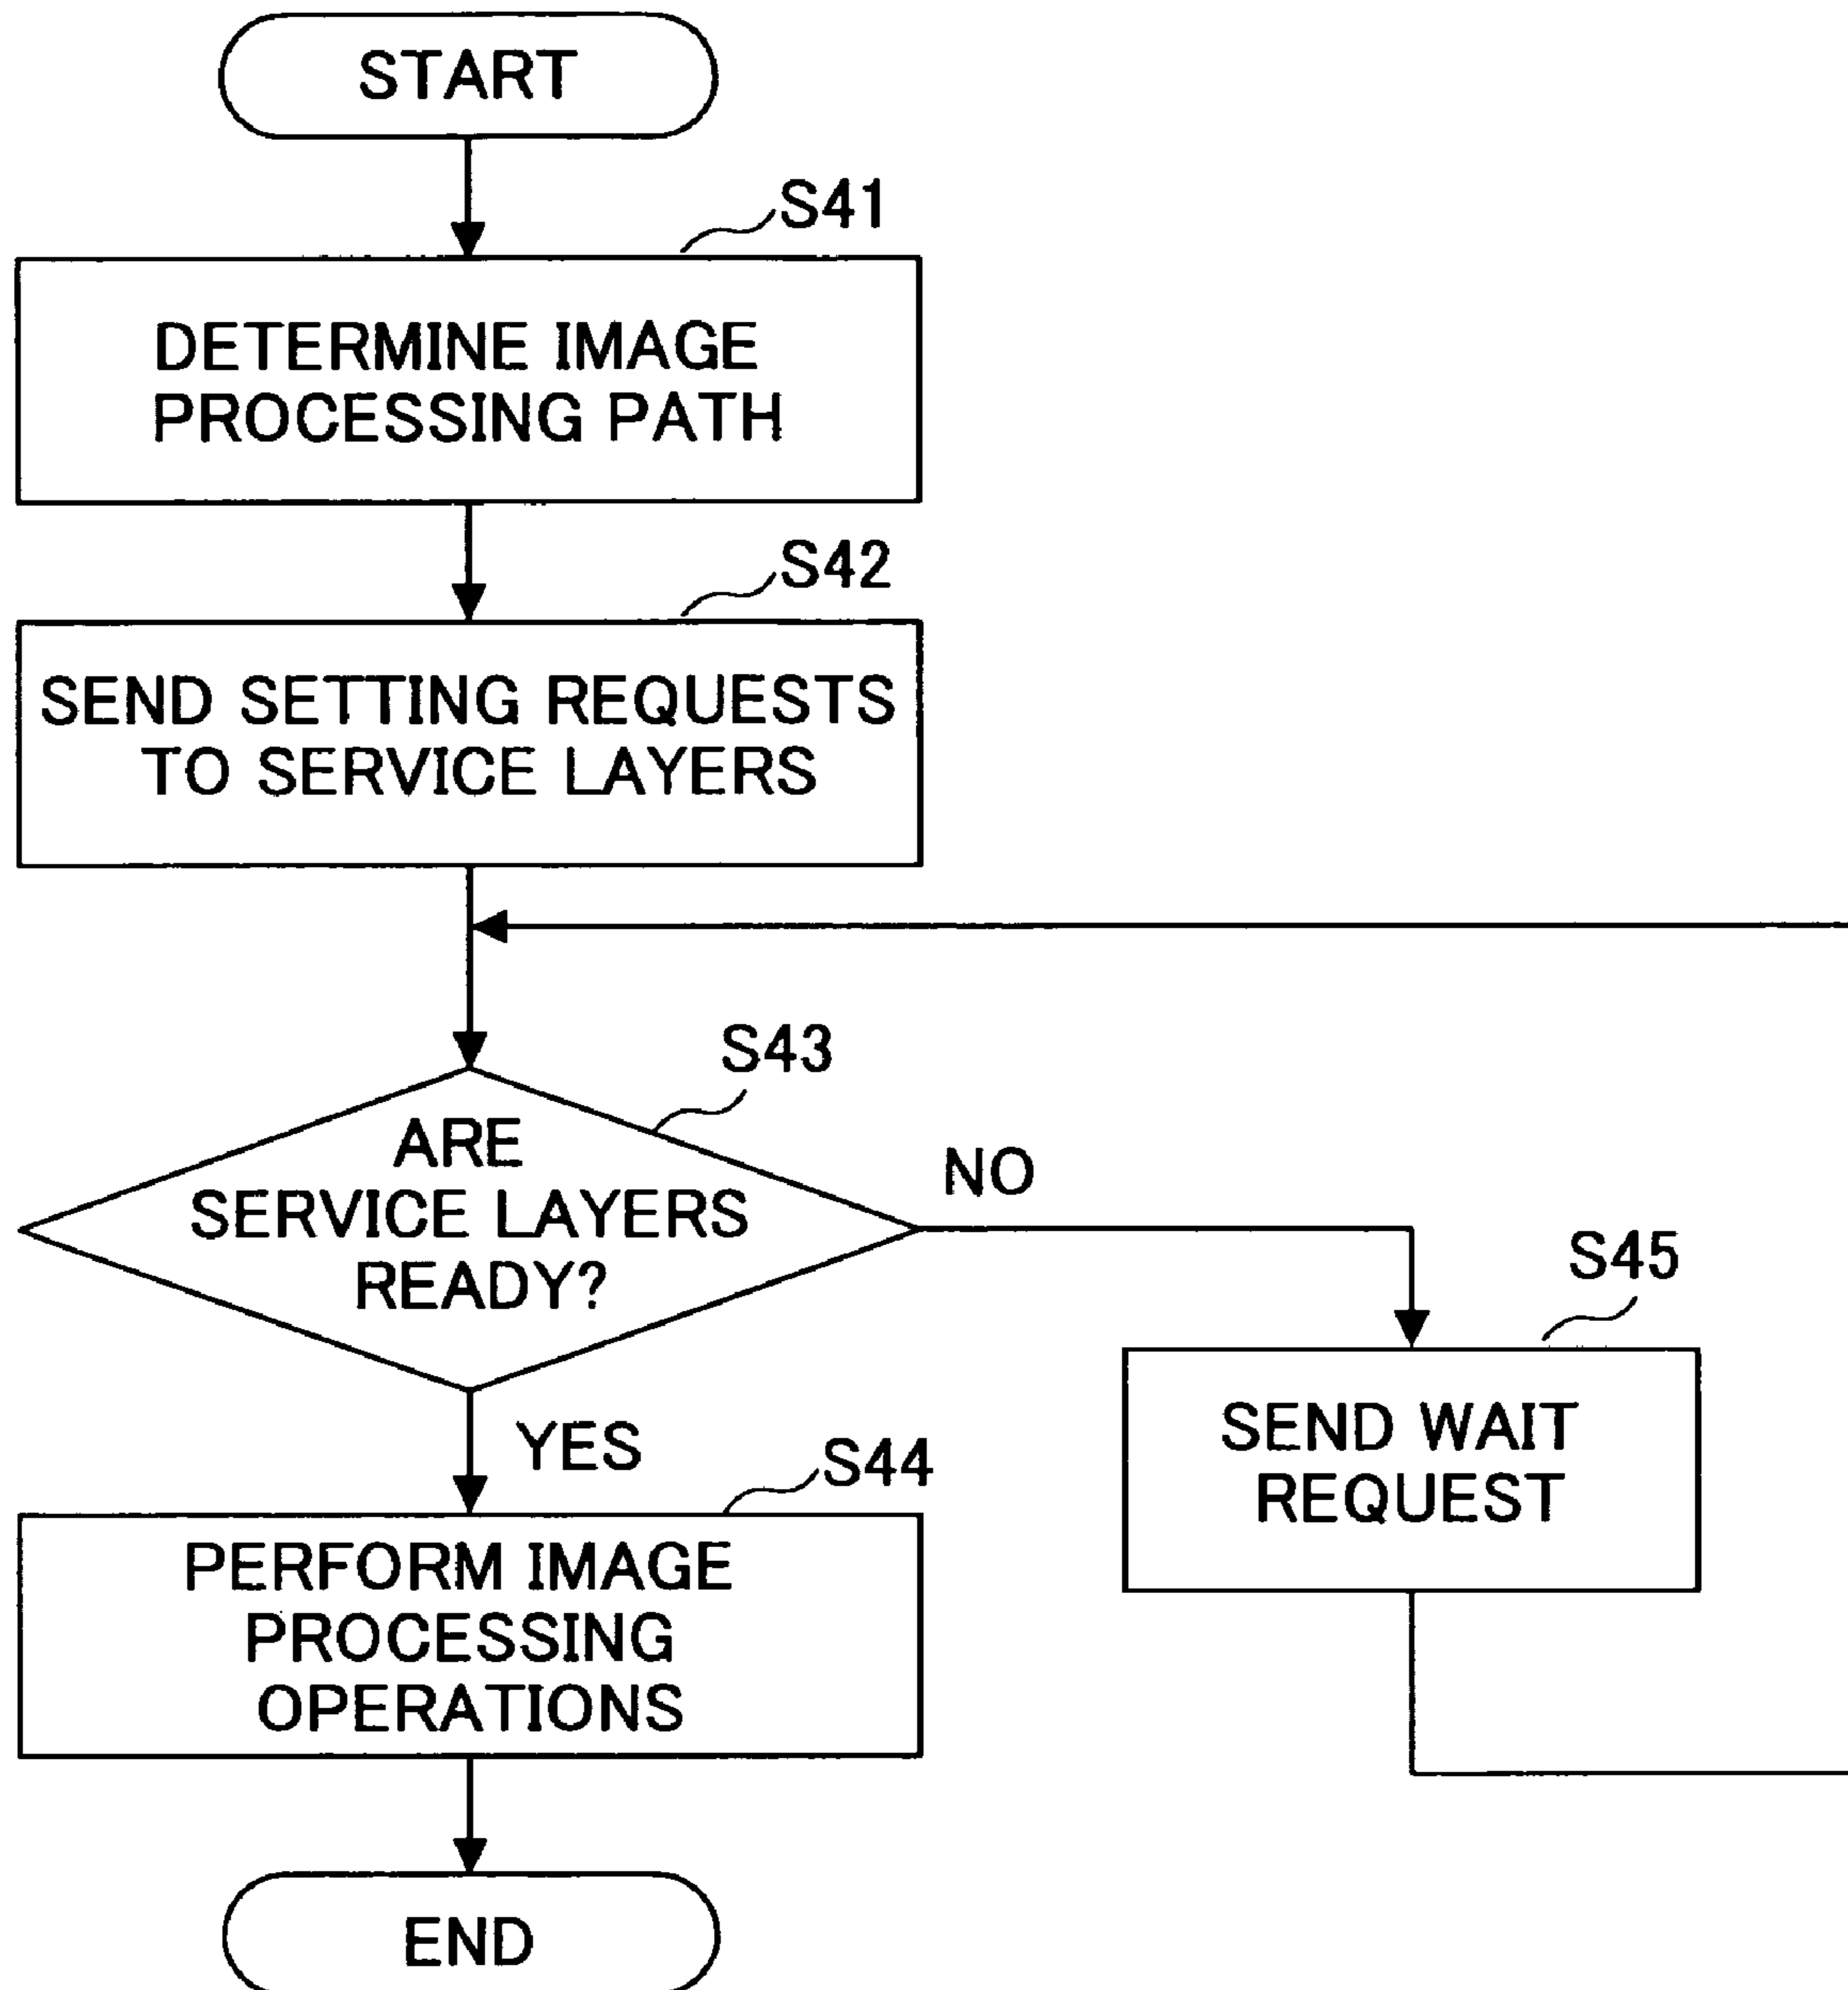 START
S41
DETERMINE IMAGE
PROCESSING PATH
S42
SEND SETTING REQUESTS
TO SERVICE LAYERS
S43
ARE
SERVICE LAYERS
READY?
NO
S45
SEND WAIT
REQUEST
YES
S44
PERFORM IMAGE
PROCESSING
OPERATIONS
END